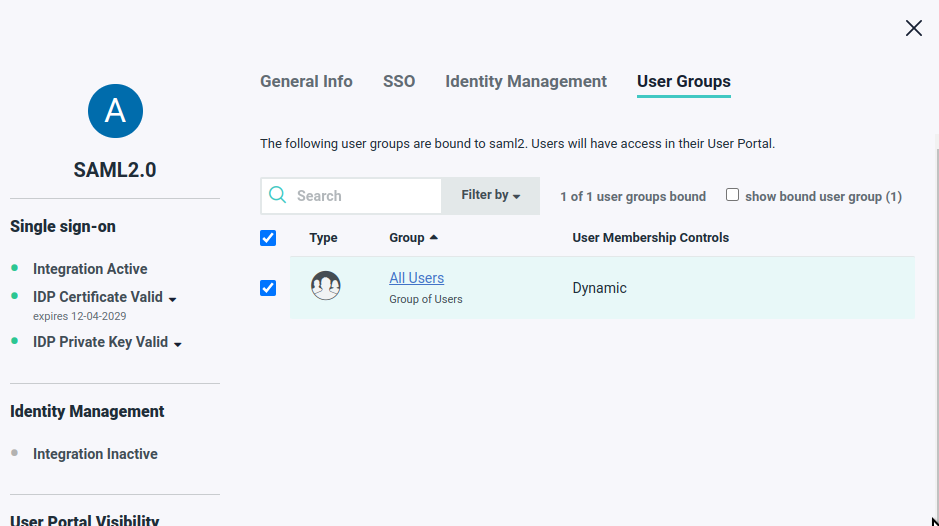 General Info SSO Identity Management User Groups
A
SAML2.0
Single sign-on
Integration Active
IDP Certificate Valid
expires 12-04-2029
IDP Private Key Valid
Identity Management
Integration Inactive
User Portal Visibility
The following user groups are bound to saml2. Users will have access in their User Portal.
Search Filter by 1 of 1 user groups bound show bound user group (1)
Type Group User Membership Controls
All Users
Group of Users
Dynamic